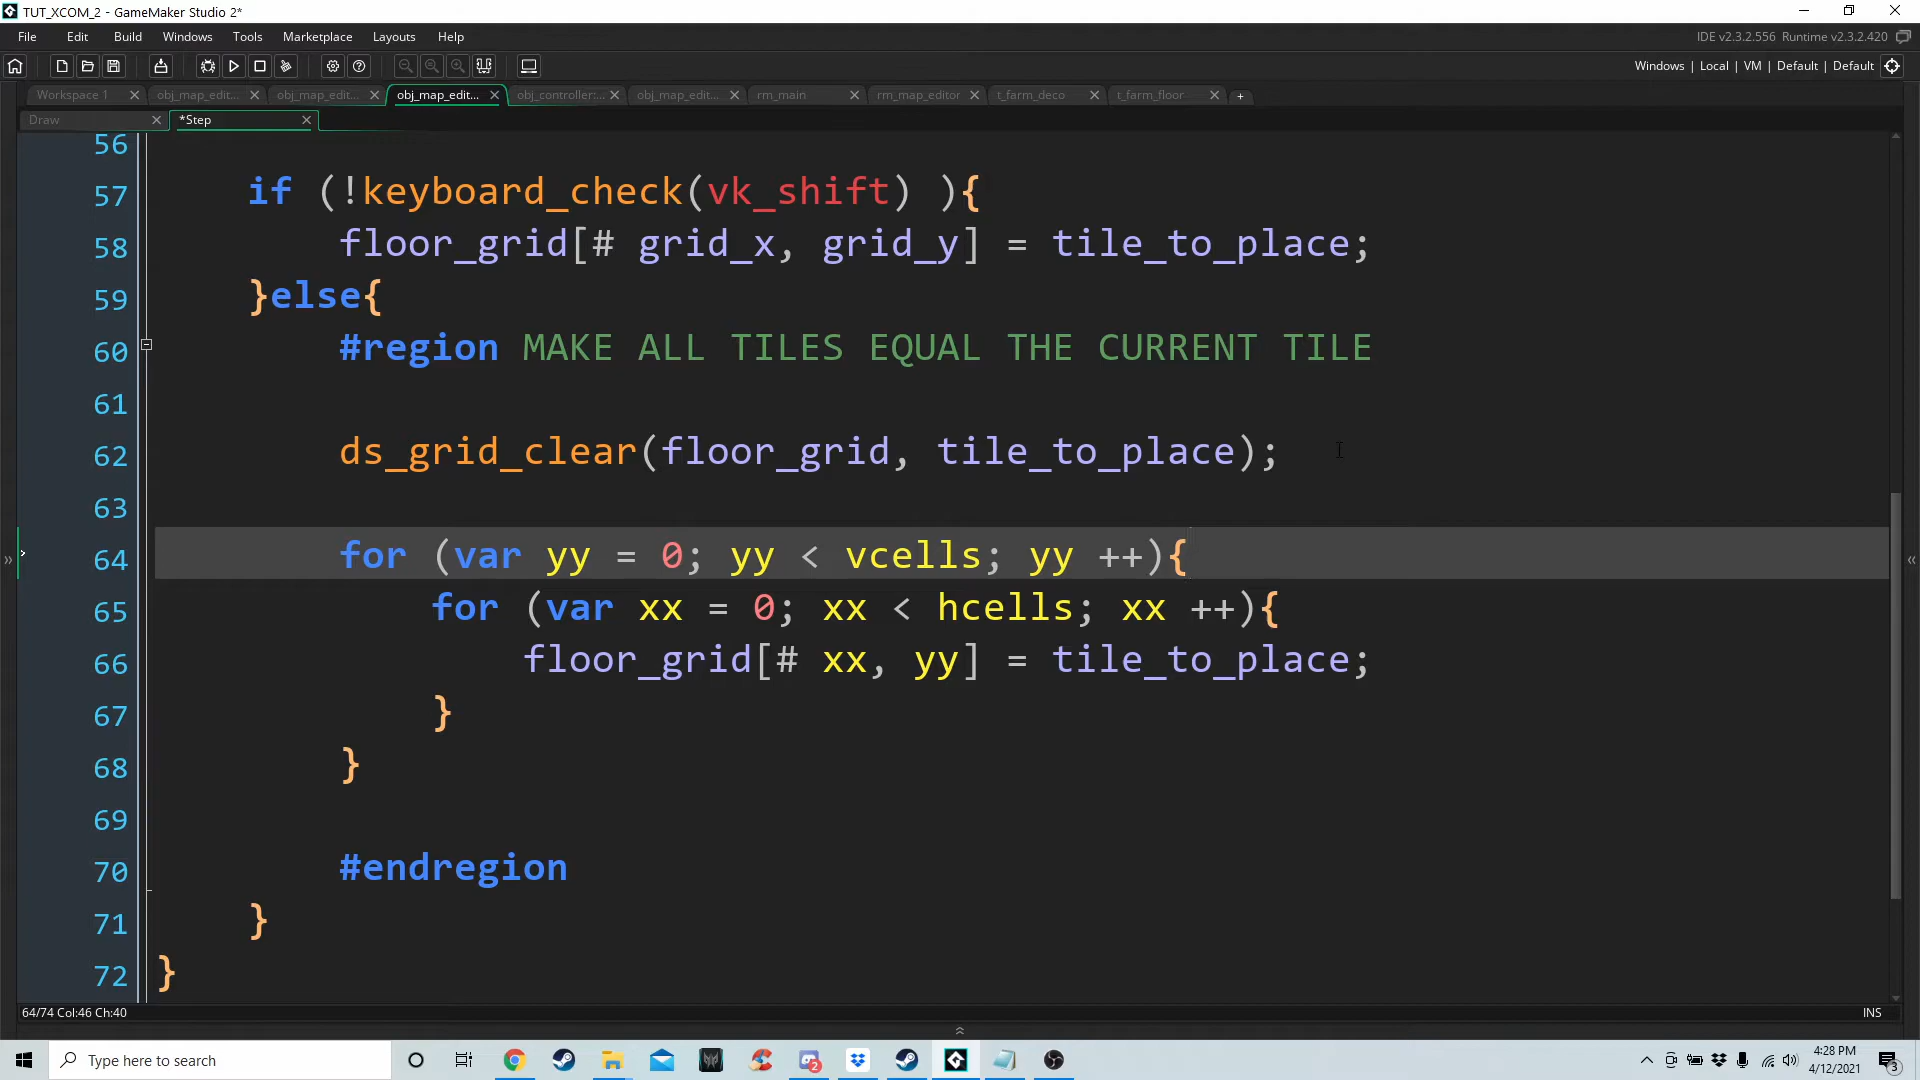 TUT_XCOM_2 - GameMaker Studio 2*
File Edit Build Windows Tools Marketplace Layouts Help
IDE v2.3.2.556 Runtime v2.3.2.420
Windows | Local | VM | Default | Default
Workspace 1 obj_map_edit... obj_map_edit... obj_map_edit... obj_controller:... obj_map_edit... rm_main rm_map_editor t_farm_deco t_farm_floor +
Draw *Step
56
57 if (!keyboard_check(vk_shift) ){
58 floor_grid[# grid_x, grid_y] = tile_to_place;
59 }else{
60 #region MAKE ALL TILES EQUAL THE CURRENT TILE
61
62 ds_grid_clear(floor_grid, tile_to_place);
63
64 for (var yy = 0; yy < vcells; yy ++){
65 for (var xx = 0; xx < hcells; xx ++){
66 floor_grid[# xx, yy] = tile_to_place;
67 }
68 }
69
70 #endregion
71 }
72 }
64/74 Col:46 Ch:40 INS
Type here to search
2
4:28 PM
4/12/2021
3